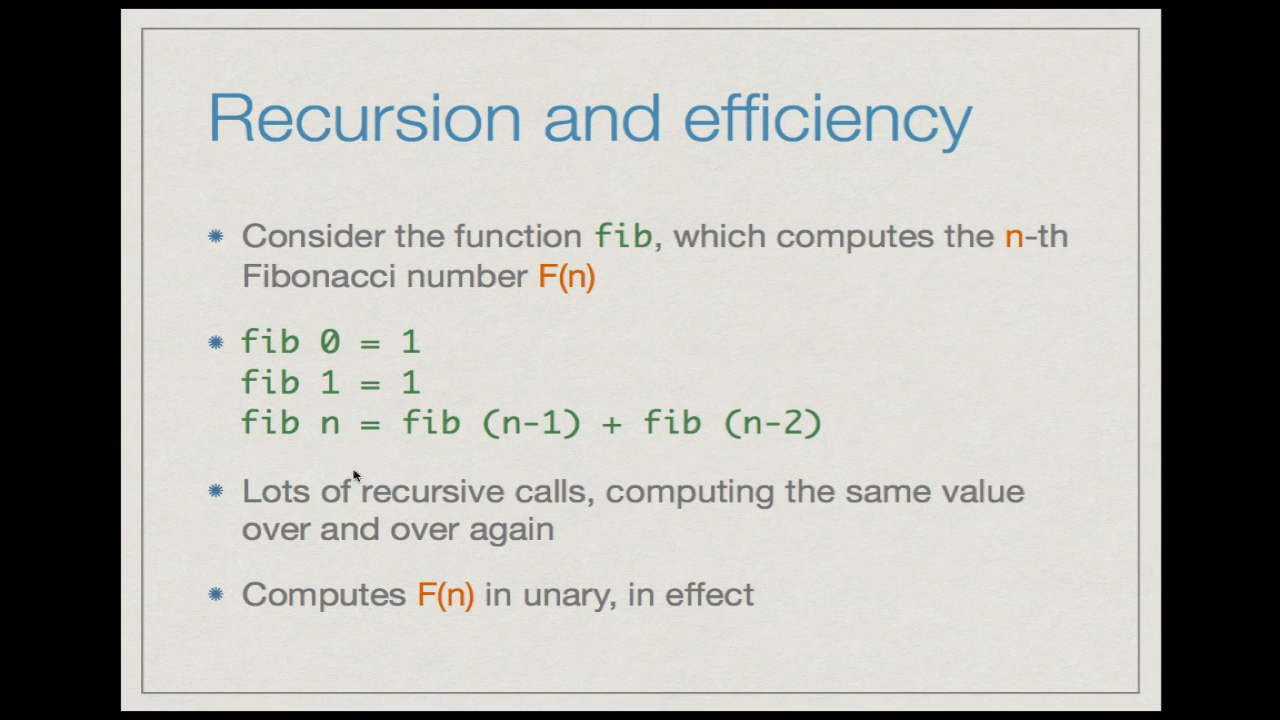 Recursion and efficiency
Consider the function fib, which computes the n-th
Fibonacci number F(n)
fib 0 = 1
fib 1 = 1
fib n = fib (n-1) + fib (n-2)
Lots of recursive calls, computing the same value
over and over again
Computes F(n) in unary, in effect